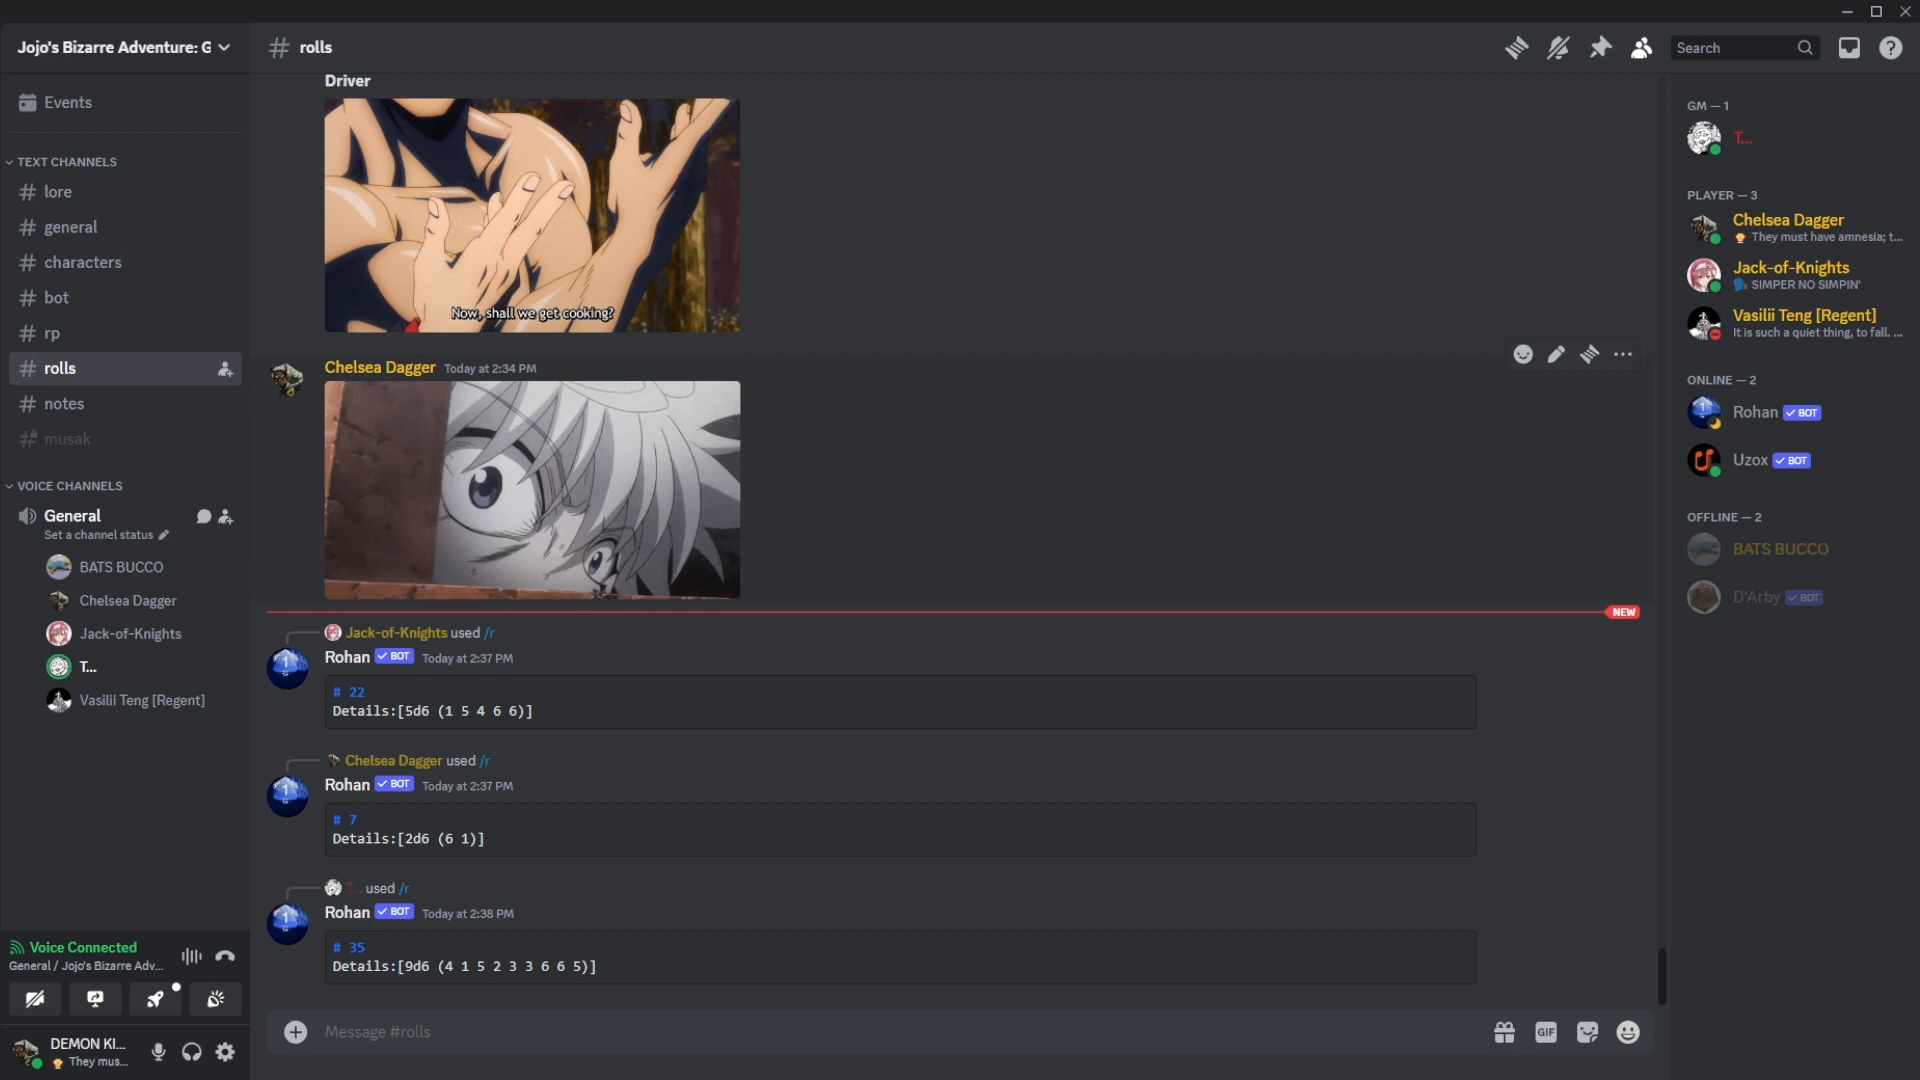 Jojo's Bizarre Adventure: G
Events
TEXT CHANNELS
lore
general
characters
bot
rp
rolls
notes
musak
VOICE CHANNELS
General
Set a channel status
BATS BUCCO
Chelsea Dagger
Jack-of-Knights
T...
Vasilii Teng [Regent]
Voice Connected
General / Jojo's Bizarre Adv...
DEMON KI...
They mus...
# rolls
Search
Driver
Now, shall we get cooking?
Chelsea Dagger Today at 2:34 PM
NEW
Jack-of-Knights used /r
Rohan BOT Today at 2:37 PM
# 22
Details:[5d6 (1 5 4 6 6)]
Chelsea Dagger used /r
Rohan BOT Today at 2:37 PM
# 7
Details:[2d6 (6 1)]
T... used /r
Rohan BOT Today at 2:38 PM
# 35
Details:[9d6 (4 1 5 2 3 3 6 6 5)]
Message #rolls
GIF
GM — 1
T...
PLAYER — 3
Chelsea Dagger
They must have amnesia; t...
Jack-of-Knights
SIMPER NO SIMPIN'
Vasilii Teng [Regent]
It is such a quiet thing, to fall. ...
ONLINE — 2
Rohan BOT
Uzox BOT
OFFLINE — 2
BATS BUCCO
D'Arby BOT